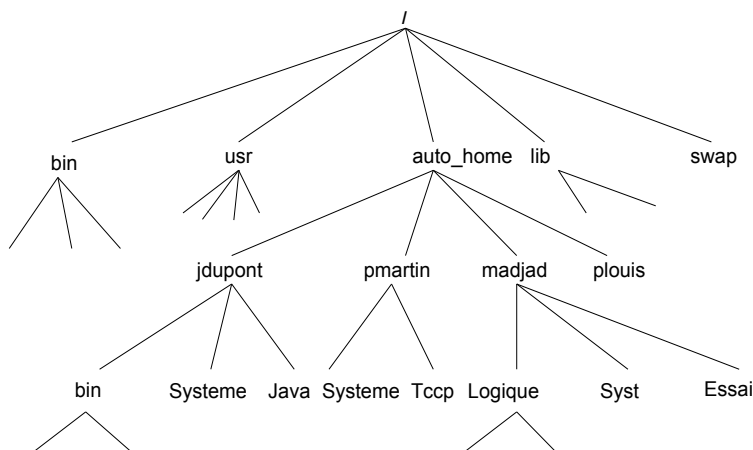 /
bin usr auto_home lib swap
jdupont pmartin madjad plouis
bin Systeme Java Systeme Tccp Logique Syst Essai